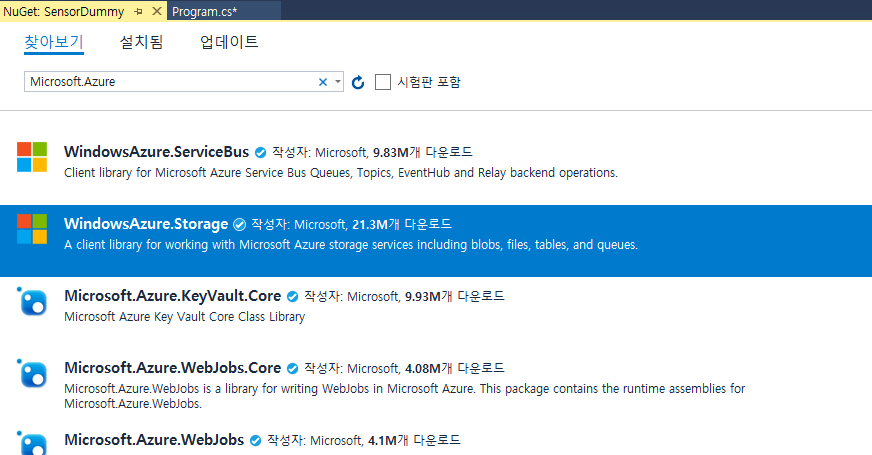 NuGet: SensorDummy
Program.cs*
찾아보기 설치됨 업데이트
Microsoft.Azure
시험판 포함
WindowsAzure.ServiceBus 작성자: Microsoft, 9.83M개 다운로드
Client library for Microsoft Azure Service Bus Queues, Topics, EventHub and Relay backend operations.
WindowsAzure.Storage 작성자: Microsoft, 21.3M개 다운로드
A client library for working with Microsoft Azure storage services including blobs, files, tables, and queues.
Microsoft.Azure.KeyVault.Core 작성자: Microsoft, 9.93M개 다운로드
Microsoft Azure Key Vault Core Class Library
Microsoft.Azure.WebJobs.Core 작성자: Microsoft, 4.08M개 다운로드
Microsoft.Azure.WebJobs is a library for writing WebJobs in Microsoft Azure. This package contains the runtime assemblies for
Microsoft.Azure.WebJobs.
Microsoft.Azure.WebJobs 작성자: Microsoft, 4.1M개 다운로드